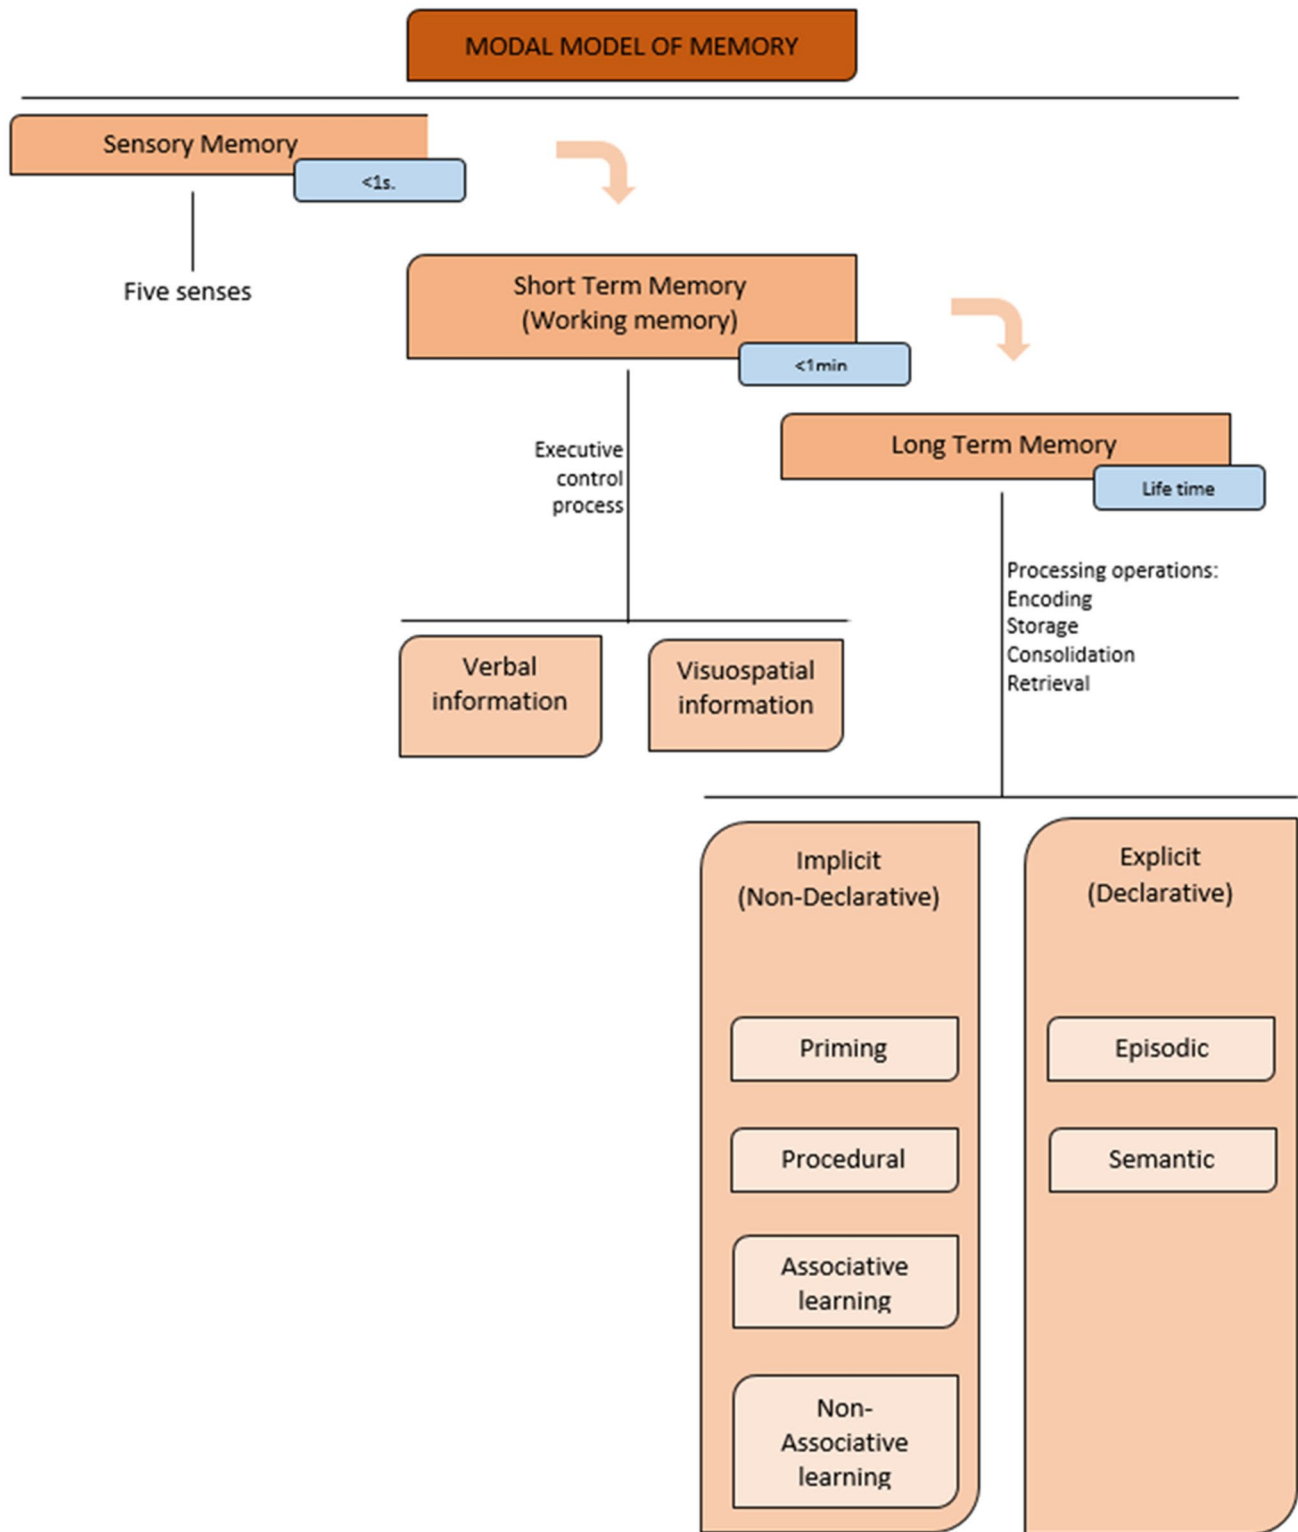 MODAL MODEL OF MEMORY
Sensory Memory
<1s.
Five senses
Short Term Memory
(Working memory)
<1min
Executive
control
process
Verbal
information
Visuospatial
information
Long Term Memory
Life time
Processing operations:
Encoding
Storage
Consolidation
Retrieval
Implicit
(Non-Declarative)
Priming
Procedural
Associative
learning
Non-
Associative
learning
Explicit
(Declarative)
Episodic
Semantic